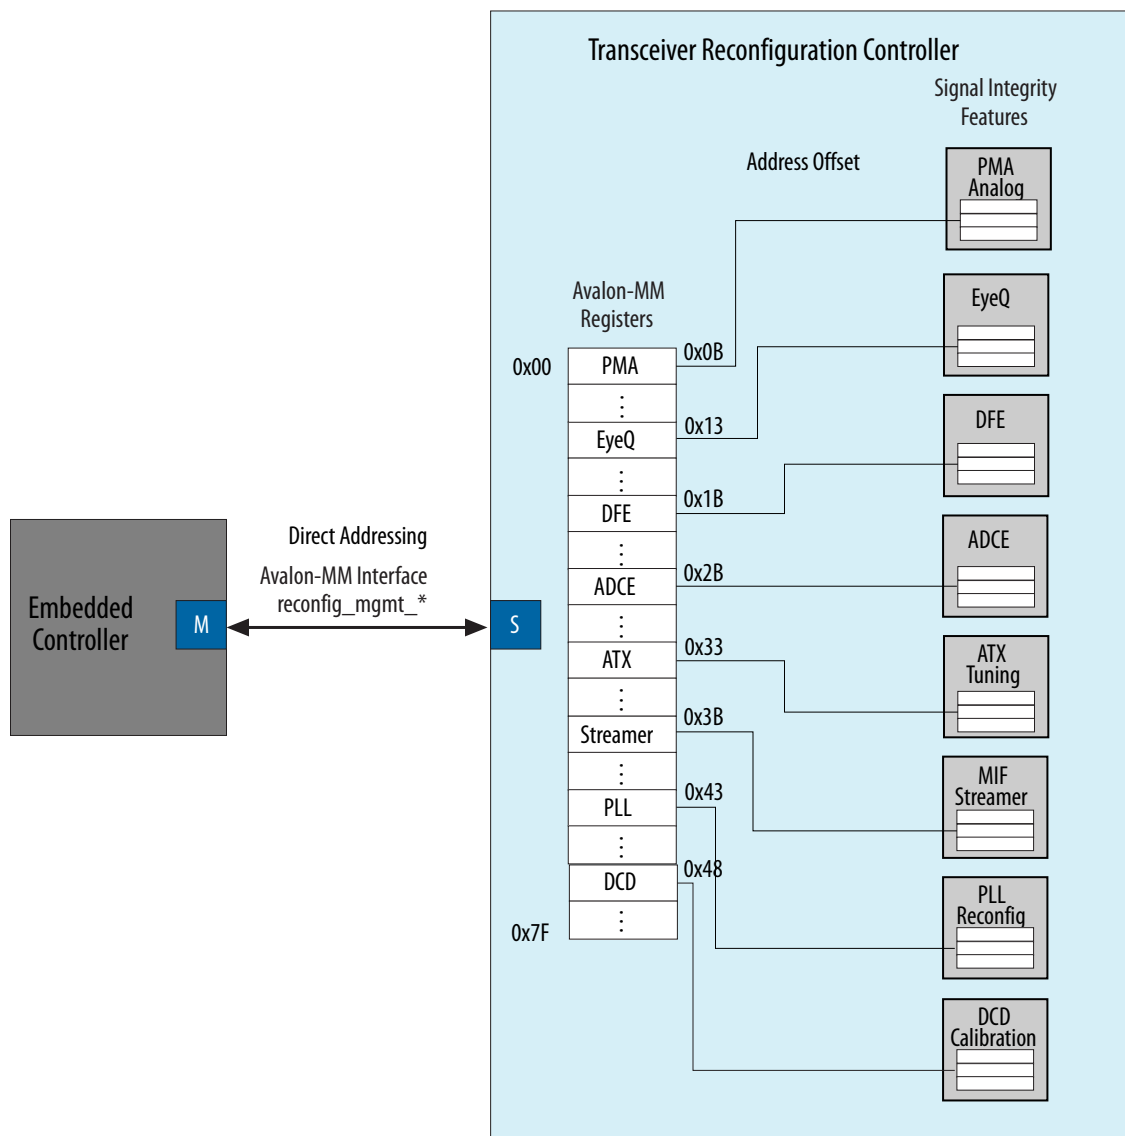 Transceiver Reconfiguration Controller
Signal Integrity
Features
Address Offset
PMA
Analog
EyeQ
DFE
ADCE
ATX
Tuning
MIF
Streamer
PLL
Reconfig
DCD
Calibration
Avalon-MM
Registers
0x00
PMA
0x0B
⋮
EyeQ
0x13
⋮
DFE
0x1B
⋮
ADCE
0x2B
⋮
ATX
0x33
⋮
Streamer
0x3B
⋮
PLL
0x43
⋮
DCD
0x48
⋮
0x7F
Direct Addressing
Avalon-MM Interface
reconfig_mgmt_*
Embedded
Controller
M
S